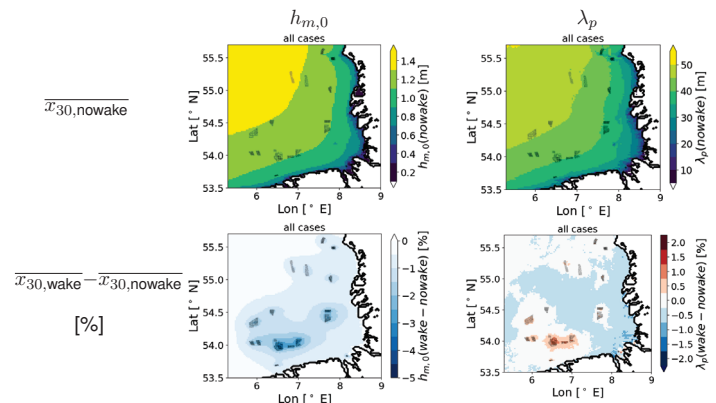 h_{m,0} λ_p
all cases all cases
\overline{x_{30,nowake}}
55.5
55.0
54.5
54.0
53.5
Lat [° N]
6 7 8 9
Lon [° E]
1.4
1.2
1.0
0.8
0.6
0.4
0.2
h_{m,0}(nowake) [m]
55.5
55.0
54.5
54.0
53.5
Lat [° N]
6 7 8 9
Lon [° E]
50
40
30
20
10
λ_p(nowake) [m]
all cases all cases
\overline{x_{30,wake}}−\overline{x_{30,nowake}}
[%]
55.5
55.0
54.5
54.0
53.5
Lat [° N]
6 7 8 9
Lon [° E]
0
−1
−2
−3
−4
−5
h_{m,0}(wake−nowake) [%]
55.5
55.0
54.5
54.0
53.5
Lat [° N]
6 7 8 9
Lon [° E]
2.0
1.5
1.0
0.5
0.0
−0.5
−1.0
−1.5
−2.0
λ_p(wake−nowake) [%]